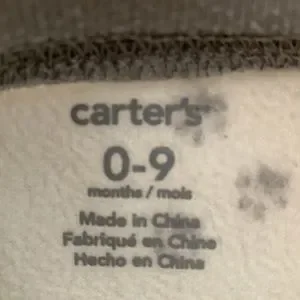 carter's
0-9
months / mois
Made in China
Fabriqué en Chine
Hecho en China